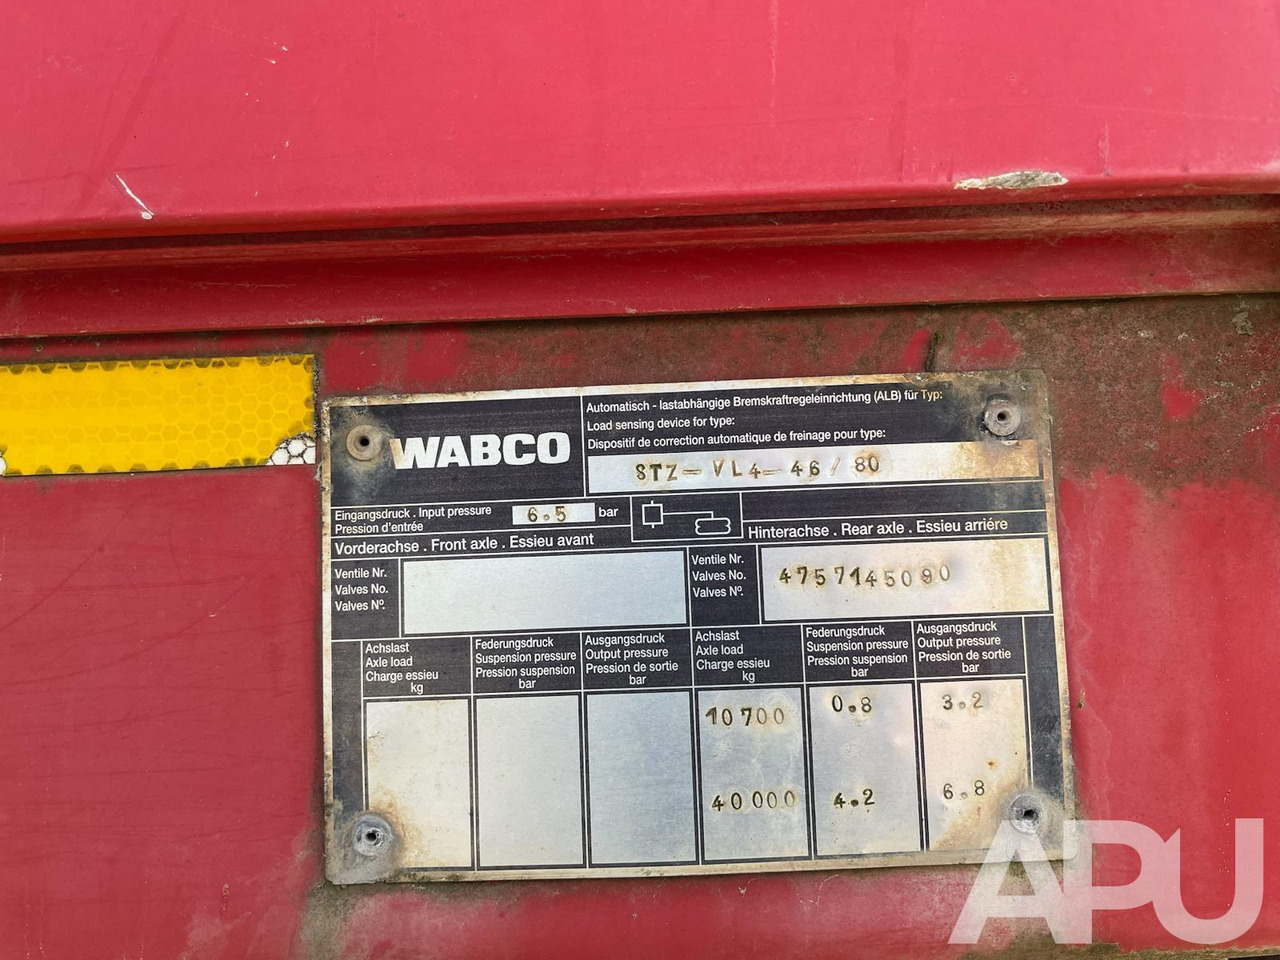 WABCO
Automatisch - lastabhängige Bremskraftregeleinrichtung (ALB) für Typ:
Load sensing device for type:
Dispositif de correction automatique de freinage pour type:
STZ-VL4-46/80
Eingangsdruck . Input pressure
Pression d'entrée
6.5 bar
Vorderachse . Front axle . Essieu avant
Hinterachse . Rear axle . Essieu arriére
Ventile Nr.
Valves No.
Valves Nº.
Ventile Nr.
Valves No.
Valves Nº.
4757145090
Achslast
Axle load
Charge essieu
kg
Federungsdruck
Suspension pressure
Pression suspension
bar
Ausgangsdruck
Output pressure
Pression de sortie
bar
Achslast
Axle load
Charge essieu
kg
Federungsdruck
Suspension pressure
Pression suspension
bar
Ausgangsdruck
Output pressure
Pression de sortie
bar
10700 0.8 3.2
40000 4.2 6.8
APU